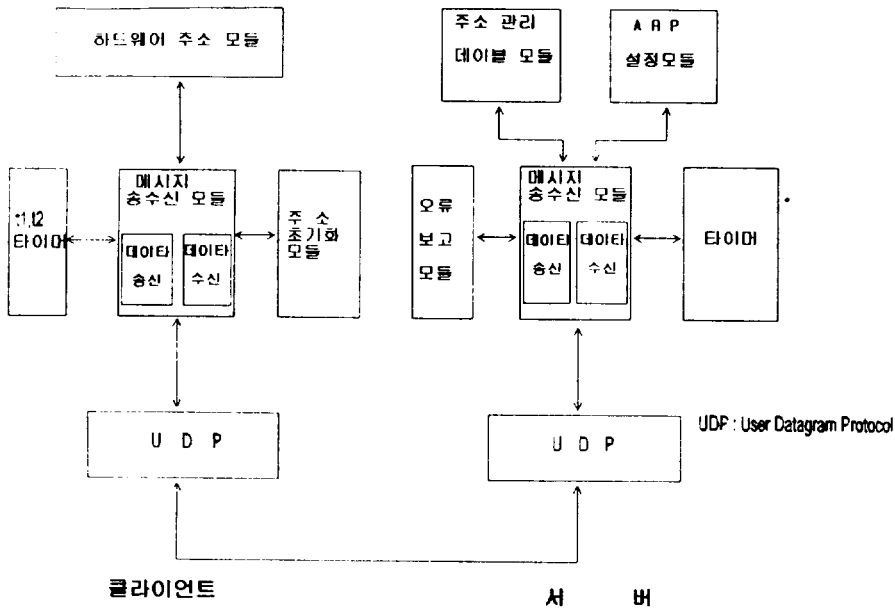 하드웨어 주소 모듈
주소 관리
데이블 모듈
A R P
설정모듈
t1,t2
타이머
메시지
송수신 모듈
데이타
송신
데이타
수신
주 소
초기화
모듈
오류
보고
모듈
메시지
송수신 모듈
데이타
송신
데이타
수신
타이머
U D P
U D P
UDP : User Datagram Protocol
클라이언트
서 버